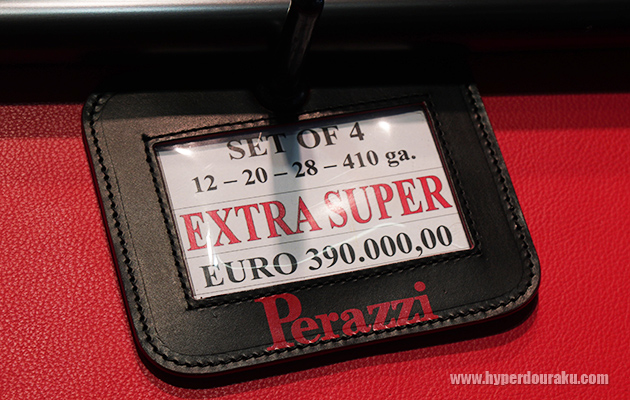 SET OF 4
12 – 20 – 28 – 410 ga.
EXTRA SUPER
EURO 390.000,00
Perazzi
www.hyperdouraku.com